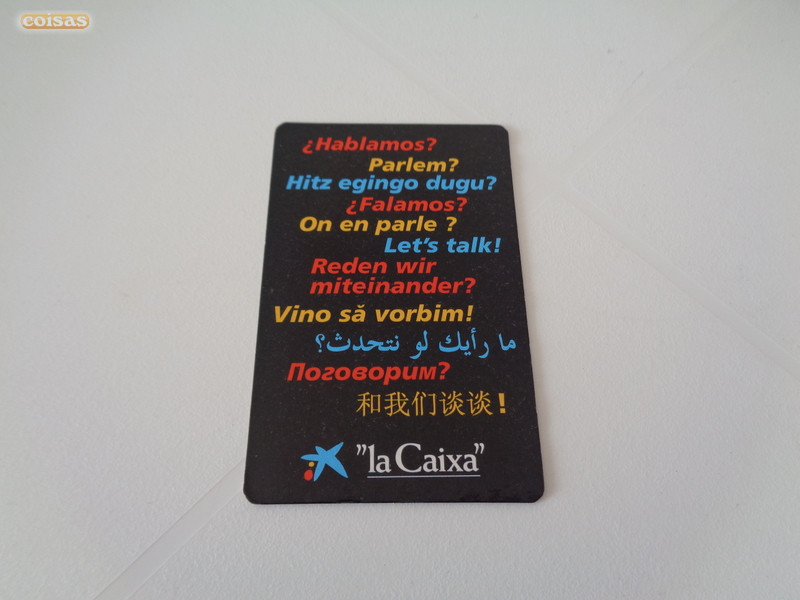 coisas
¿Hablamos?
Parlem?
Hitz egingo dugu?
¿Falamos?
On en parle ?
Let's talk!
Reden wir
miteinander?
Vino să vorbim!
ما رأيك لو نتحدث؟
Поговорим?
和我们谈谈!
"la Caixa"